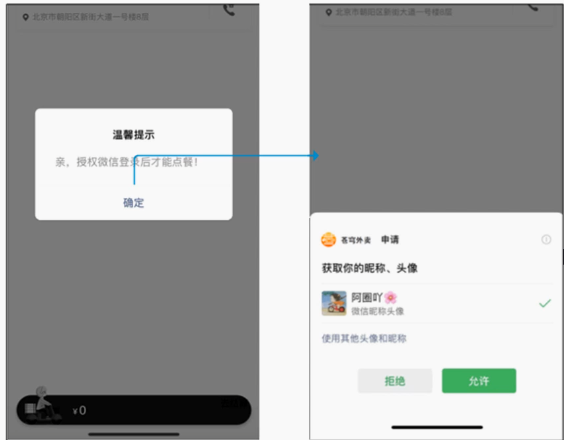 北京市朝阳区新街大道一号楼8层
温馨提示
亲，授权微信登录后才能点餐！
确定
¥0
北京市朝阳区新街大道一号楼8层
苍穹外卖 申请
获取你的昵称、头像
阿圈吖🌸
微信昵称头像
使用其他头像和昵称
拒绝
允许